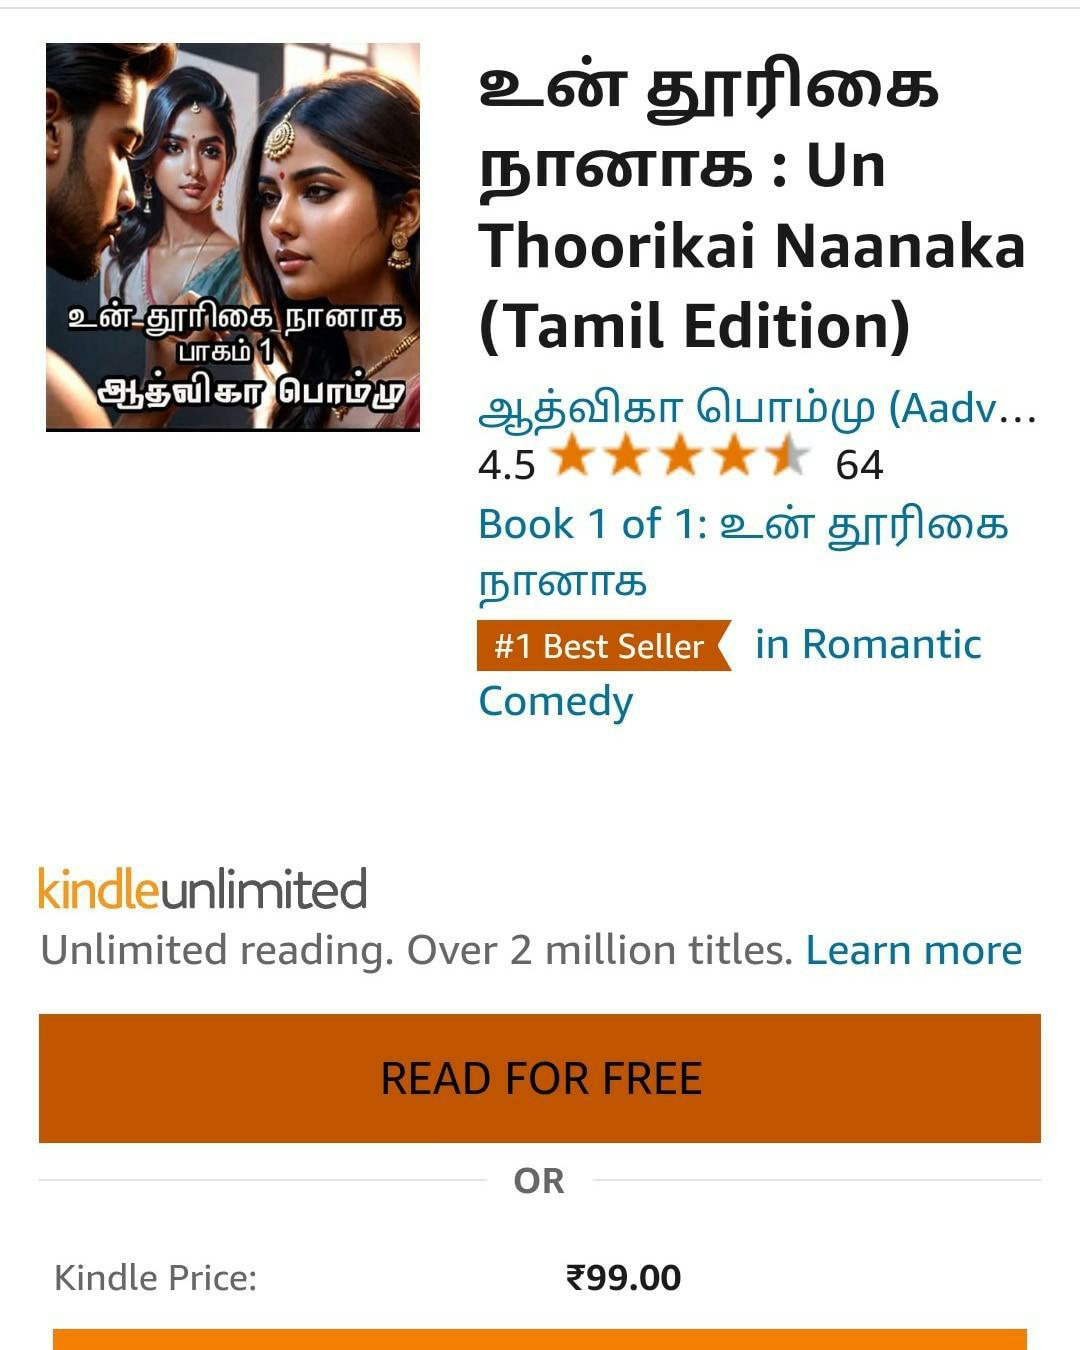 உன் தூரிகை நானாக
பாகம் 1
ஆத்விகா பொம்மு
உன் தூரிகை
நானாக : Un
Thoorikai Naanaka
(Tamil Edition)
ஆத்விகா பொம்மு (Aadv...
4.5 64
Book 1 of 1: உன் தூரிகை
நானாக
#1 Best Seller in Romantic
Comedy
kindleunlimited
Unlimited reading. Over 2 million titles. Learn more
READ FOR FREE
OR
Kindle Price: ₹99.00